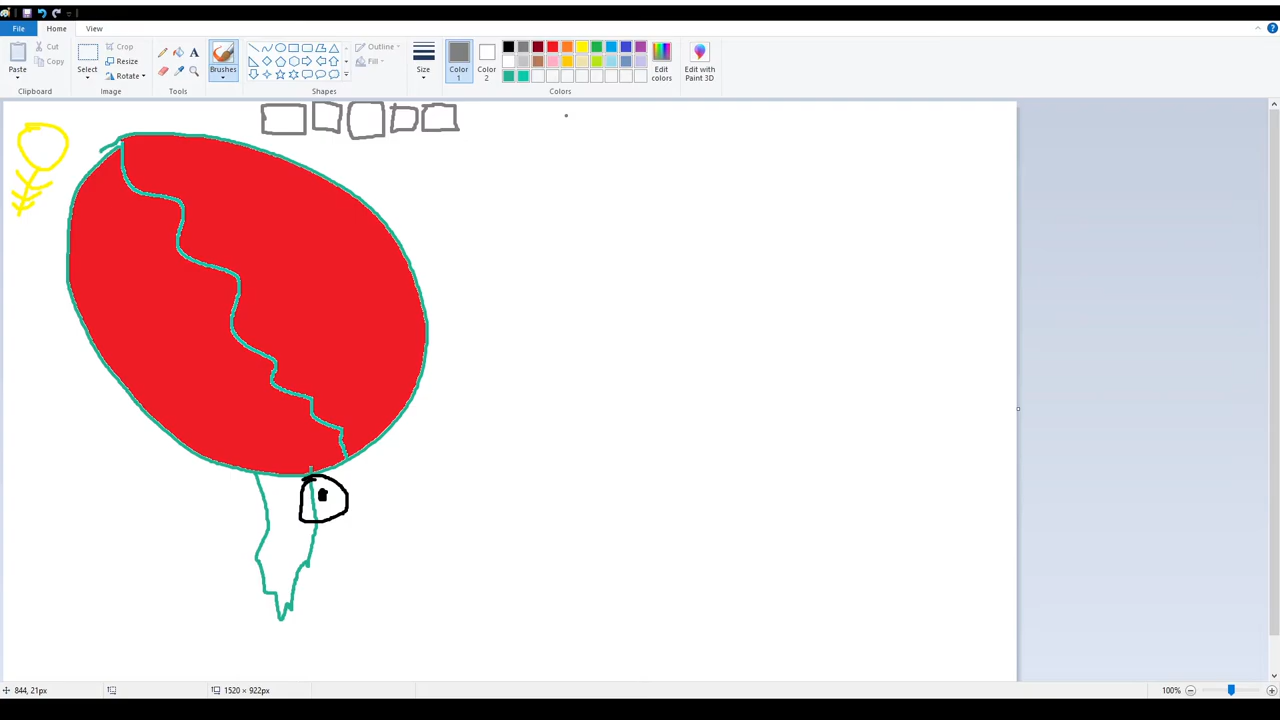 File Home View
Cut Crop Outline
Copy Resize Fill
Paste Select Rotate Brushes Size Color 1 Color 2 Edit colors Edit with Paint 3D
Clipboard Image Tools Shapes Colors
A
844, 21px 1520 × 922px 100%